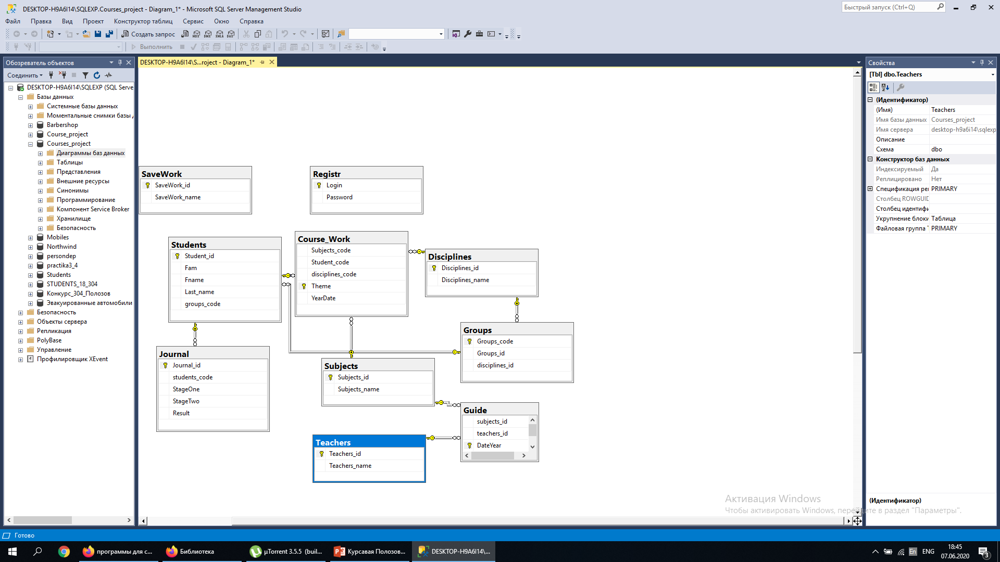 DESKTOP-H9A6I14\SQLEXP.Courses_project - Diagram_1* - Microsoft SQL Server Management Studio
Быстрый запуск (Ctrl+Q)
Файл Правка Вид Проект Конструктор таблиц Сервис Окно Справка
Создать запрос MDX DMX XMLA DAX
Выполнить
Обозреватель объектов
Соединить
DESKTOP-H9A6I14\SQLEXP (SQL Serve
Базы данных
Системные базы данных
Моментальные снимки базы
Barbershop
Course_project
Courses_project
Диаграммы баз данных
Таблицы
Представления
Внешние ресурсы
Синонимы
Программирование
Компонент Service Broker
Хранилище
Безопасность
Mobiles
Northwind
persondep
practika3_4
Students
STUDENTS_18_304
Конкурс_304_Полозов
Эвакуированные автомобили
Безопасность
Объекты сервера
Репликация
PolyBase
Управление
Профилировщик XEvent
DESKTOP-H9A6I14\S...roject - Diagram_1*
SaveWork
SaveWork_id
SaveWork_name
Registr
Login
Password
Students
Student_id
Fam
Fname
Last_name
groups_code
Course_Work
Subjects_code
Student_code
disciplines_code
Theme
YearDate
Disciplines
Disciplines_id
Disciplines_name
Groups
Groups_code
Groups_id
disciplines_id
Journal
Journal_id
students_code
StageOne
StageTwo
Result
Subjects
Subjects_id
Subjects_name
Guide
subjects_id
teachers_id
DateYear
Teachers
Teachers_id
Teachers_name
Свойства
[Tbl] dbo.Teachers
(Идентификатор)
(Имя) Teachers
Имя базы данных Courses_project
Имя сервера desktop-h9a6i14\sqlexp
Описание
Схема dbo
Конструктор баз данных
Индексируемый Да
Реплицировано Нет
Спецификация рег PRIMARY
Столбец ROWGUID
Столбец идентифи
Укрупнение блоки Таблица
Файловая группа T PRIMARY
(Идентификатор)
Активация Windows
Чтобы активировать Windows, перейдите в раздел "Параметры".
Готово
программы для с...
Библиотека
µTorrent 3.5.5 (buil...
Курсавая Полозов...
DESKTOP-H9A6I14\...
En ENG
18:45
07.06.2020
3